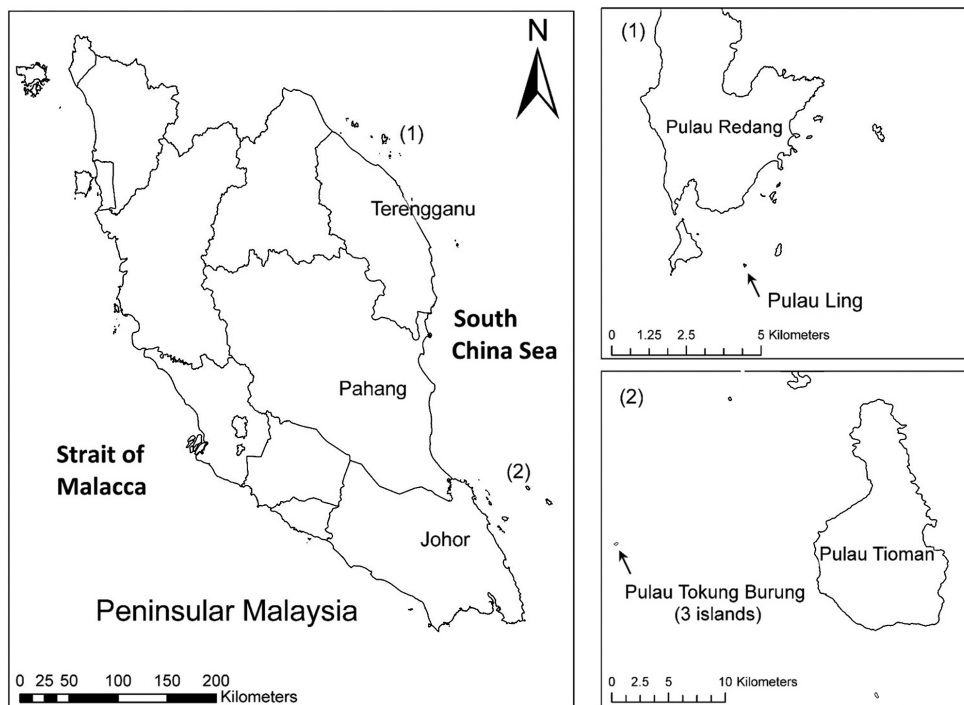 N
(1)
Terengganu
South
China Sea
Pahang
Strait of
Malacca
(2)
Johor
Peninsular Malaysia
0 25 50 100 150 200
Kilometers
(1)
Pulau Redang
Pulau Ling
0 1.25 2.5 5 Kilometers
(2)
Pulau Tioman
Pulau Tokung Burung
(3 islands)
0 2.5 5 10 Kilometers